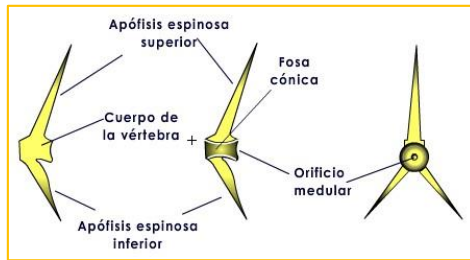 Apófisis espinosa
superior
Fosa
cónica
Cuerpo de
la vértebra
+
Orificio
medular
Apófisis espinosa
inferior